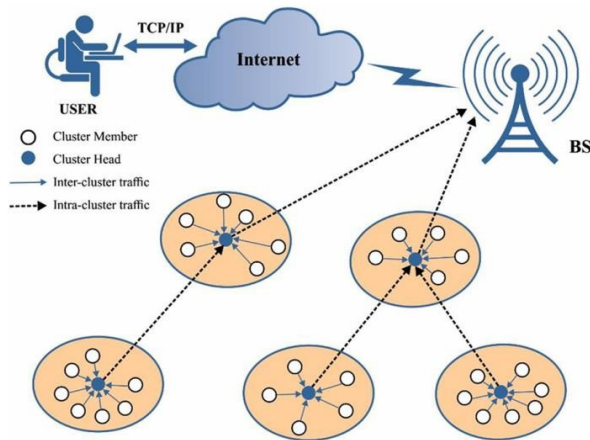 TCP/IP
Internet
USER
Cluster Member
Cluster Head
Inter-cluster traffic
Intra-cluster traffic
BS